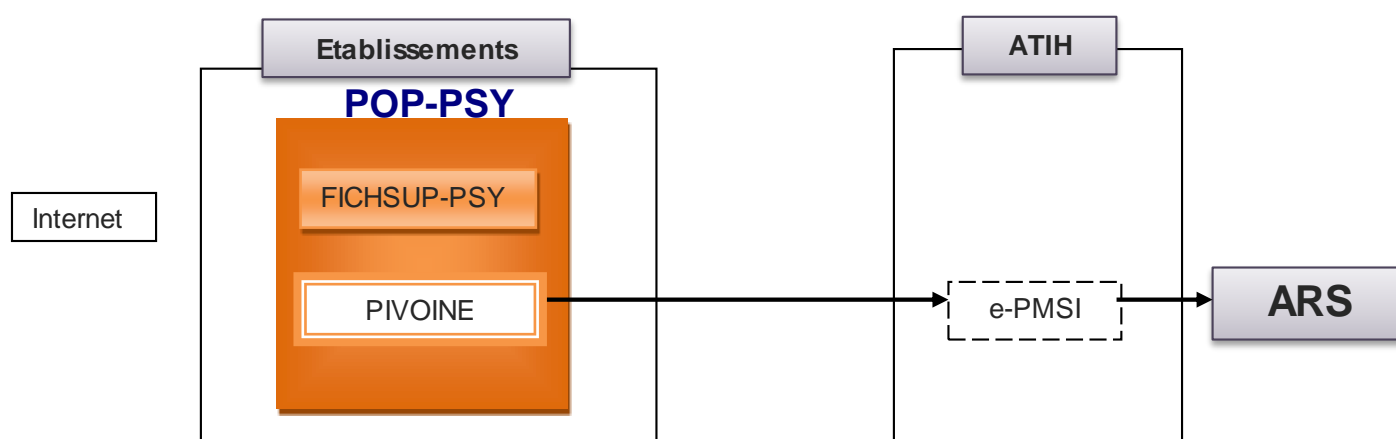 Etablissements
ATIH
POP-PSY
FICHSUP-PSY
Internet
PIVOINE
e-PMSI
ARS